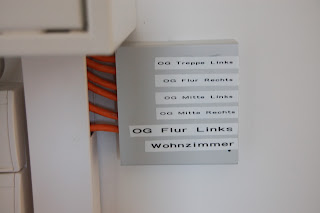 OG Treppe Links
OG Flur Rechts
OG Mitte Links
OG Mitte Rechts
OG Flur Links
Wohnzimmer